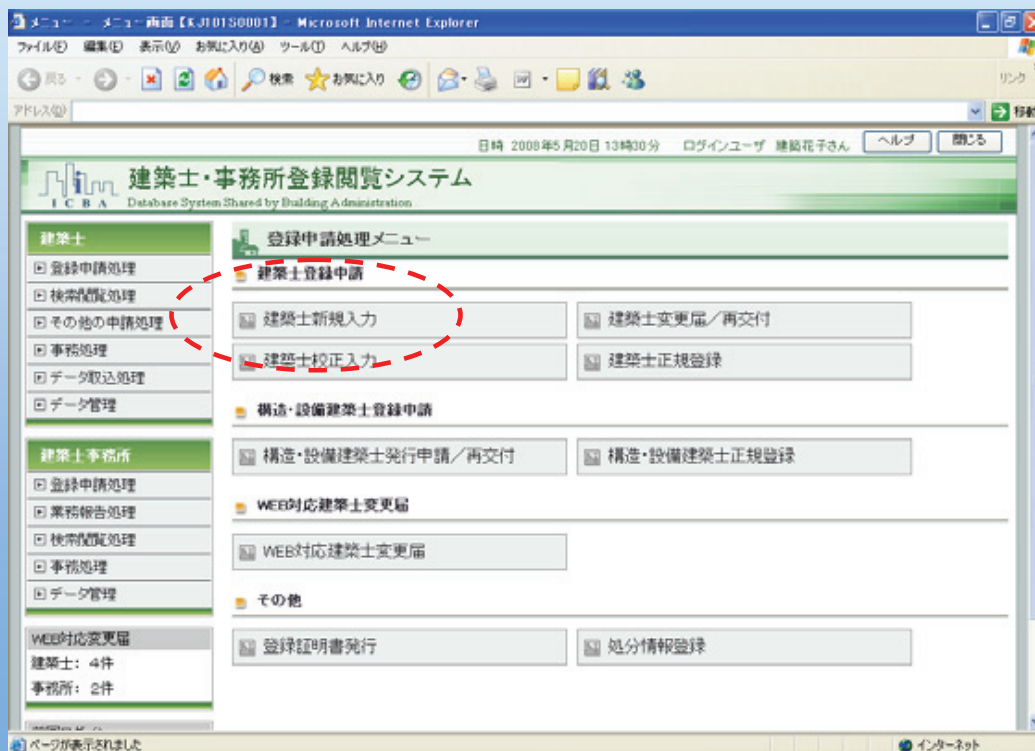 メニュー - メニュー画面【KJ101S0001】 - Microsoft Internet Explorer
ファイル(F) 編集(E) 表示(V) お気に入り(A) ツール(T) ヘルプ(H)
戻る 検索 お気に入り リンク
アドレス(D) 移動
日時 2008年5月20日 13時30分 ログインユーザ 建築花子さん ヘルプ 閉じる
ICBA 建築士・事務所登録閲覧システム
Database System Shared by Building Administration
建築士
登録申請処理
検索閲覧処理
その他の申請処理
事務処理
データ取込処理
データ管理
建築士事務所
登録申請処理
業務報告処理
検索閲覧処理
事務処理
データ管理
WEB対応変更届
建築士： 4件
事務所： 2件
登録申請処理メニュー
建築士登録申請
建築士新規入力 建築士変更届／再交付
建築士校正入力 建築士正規登録
構造・設備建築士登録申請
構造・設備建築士発行申請／再交付 構造・設備建築士正規登録
WEB対応建築士変更届
WEB対応建築士変更届
その他
登録証明書発行 処分情報登録
ページが表示されました インターネット